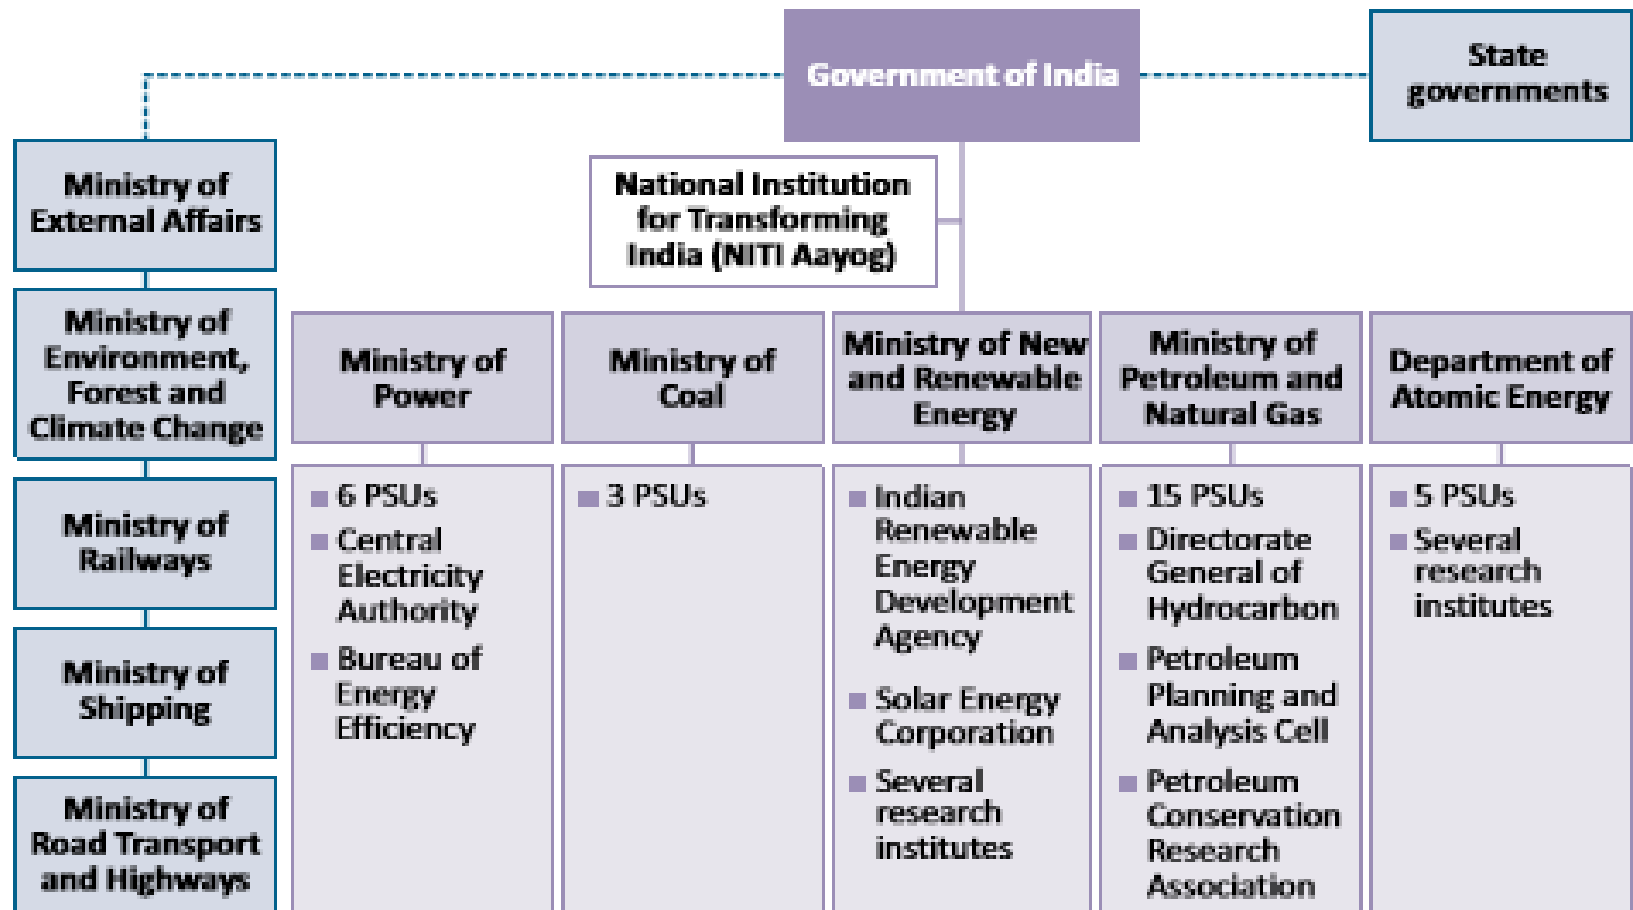 Government of India
State
governments
National Institution
for Transforming
India (NITI Aayog)
Ministry of
External Affairs
Ministry of
Environment,
Forest and
Climate Change
Ministry of
Railways
Ministry of
Shipping
Ministry of
Road Transport
and Highways
Ministry of
Power
6 PSUs
Central
Electricity
Authority
Bureau of
Energy
Efficiency
Ministry of
Coal
3 PSUs
Ministry of New
and Renewable
Energy
Indian
Renewable
Energy
Development
Agency
Solar Energy
Corporation
Several
research
institutes
Ministry of
Petroleum and
Natural Gas
15 PSUs
Directorate
General of
Hydrocarbon
Petroleum
Planning and
Analysis Cell
Petroleum
Conservation
Research
Association
Department of
Atomic Energy
5 PSUs
Several
research
institutes